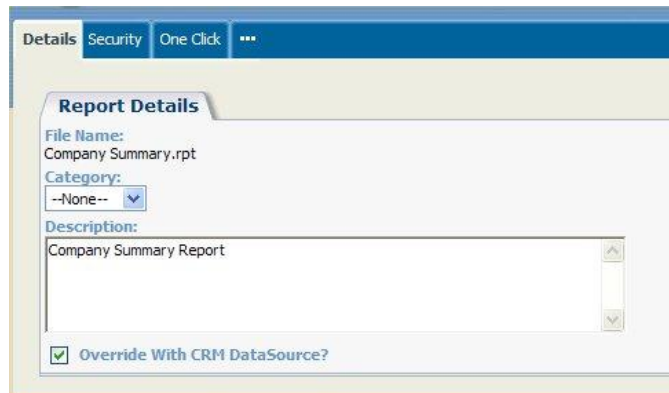 Details Security One Click ...
Report Details
File Name:
Company Summary.rpt
Category:
--None--
Description:
Company Summary Report
Override With CRM DataSource?